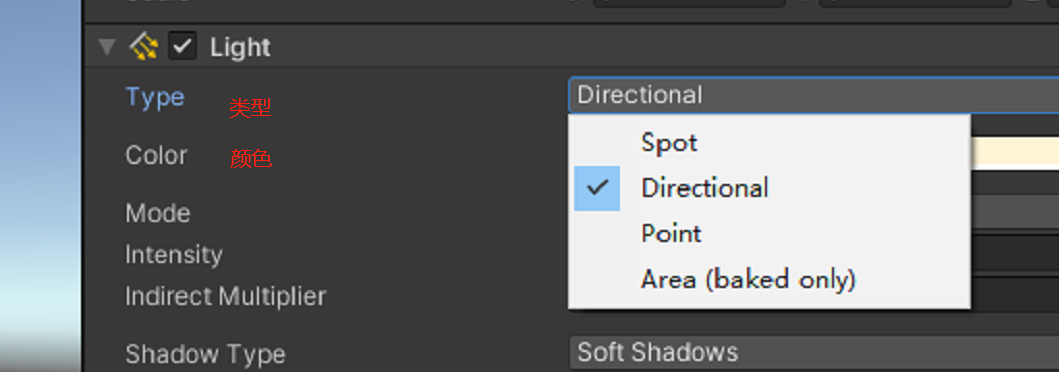 Light
Type 类型 Directional
Color 颜色 Spot
Directional
Mode
Point
Intensity
Area (baked only)
Indirect Multiplier
Shadow Type Soft Shadows